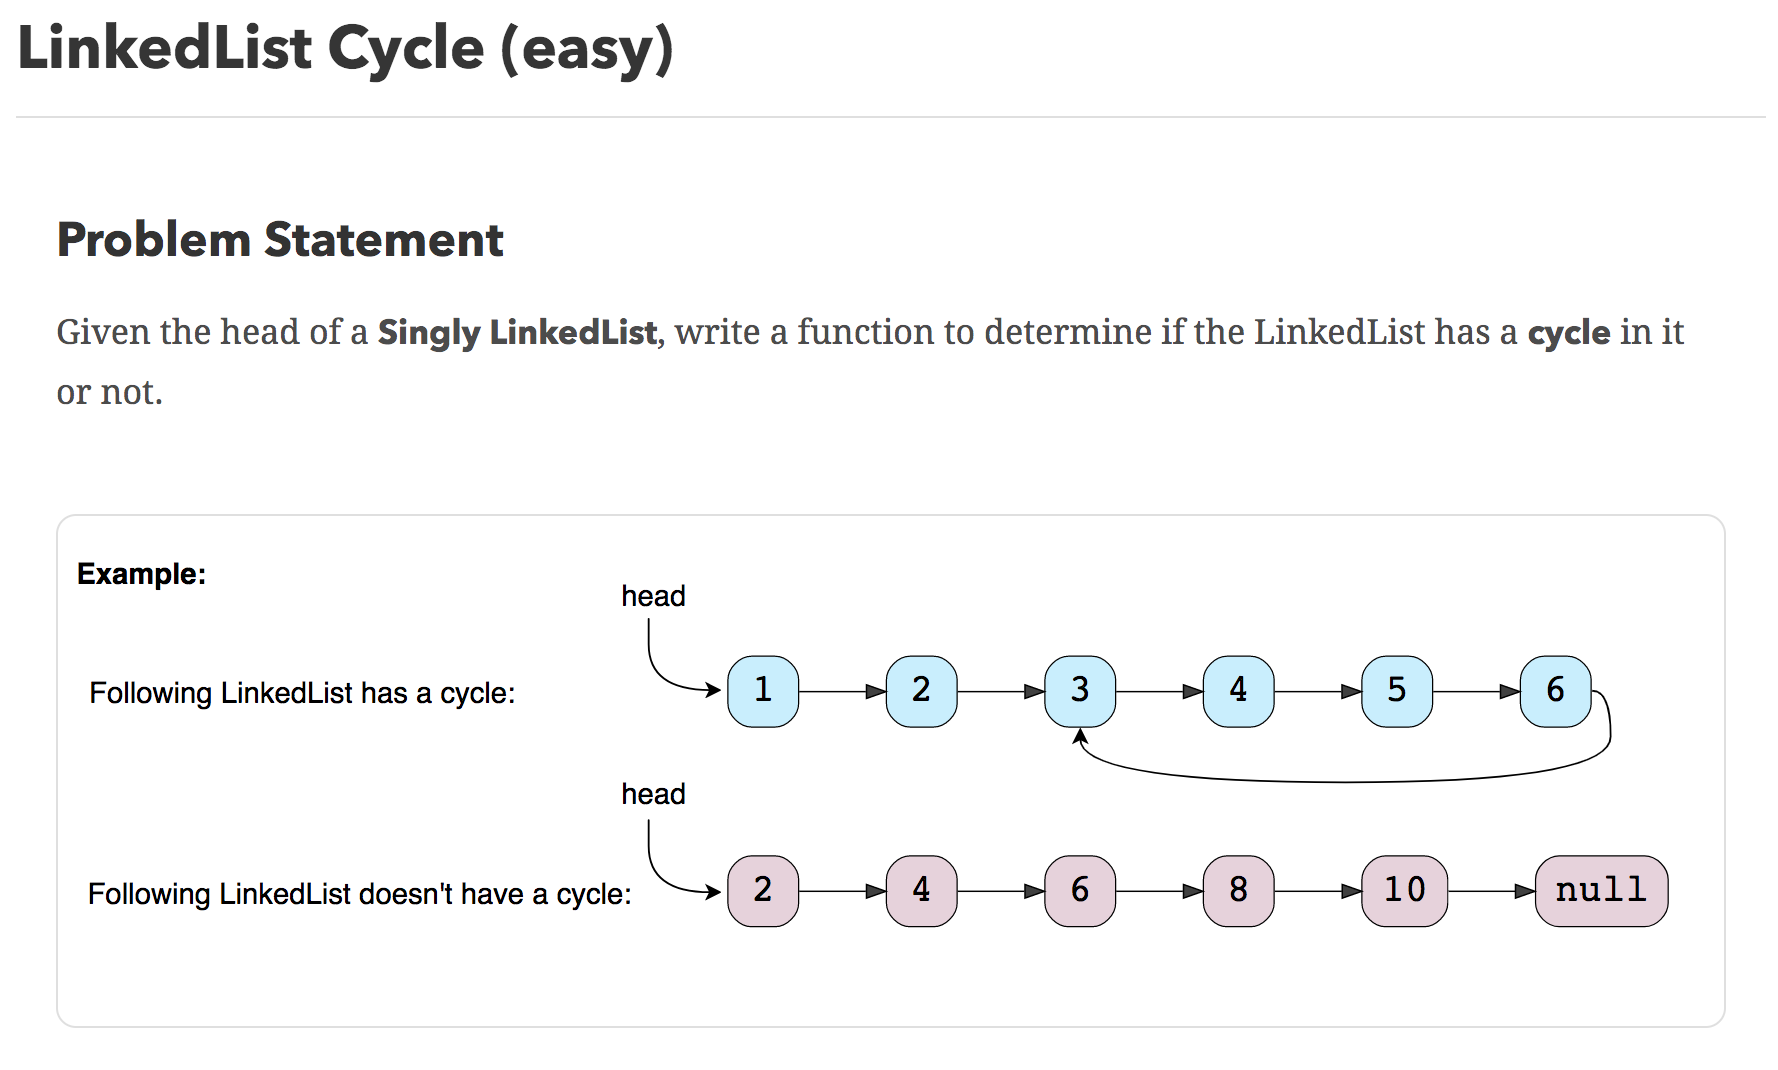 LinkedList Cycle (easy)
Problem Statement
Given the head of a Singly LinkedList, write a function to determine if the LinkedList has a cycle in it
or not.
Example:
head
Following LinkedList has a cycle: 1 2 3 4 5 6
head
Following LinkedList doesn't have a cycle: 2 4 6 8 10 null